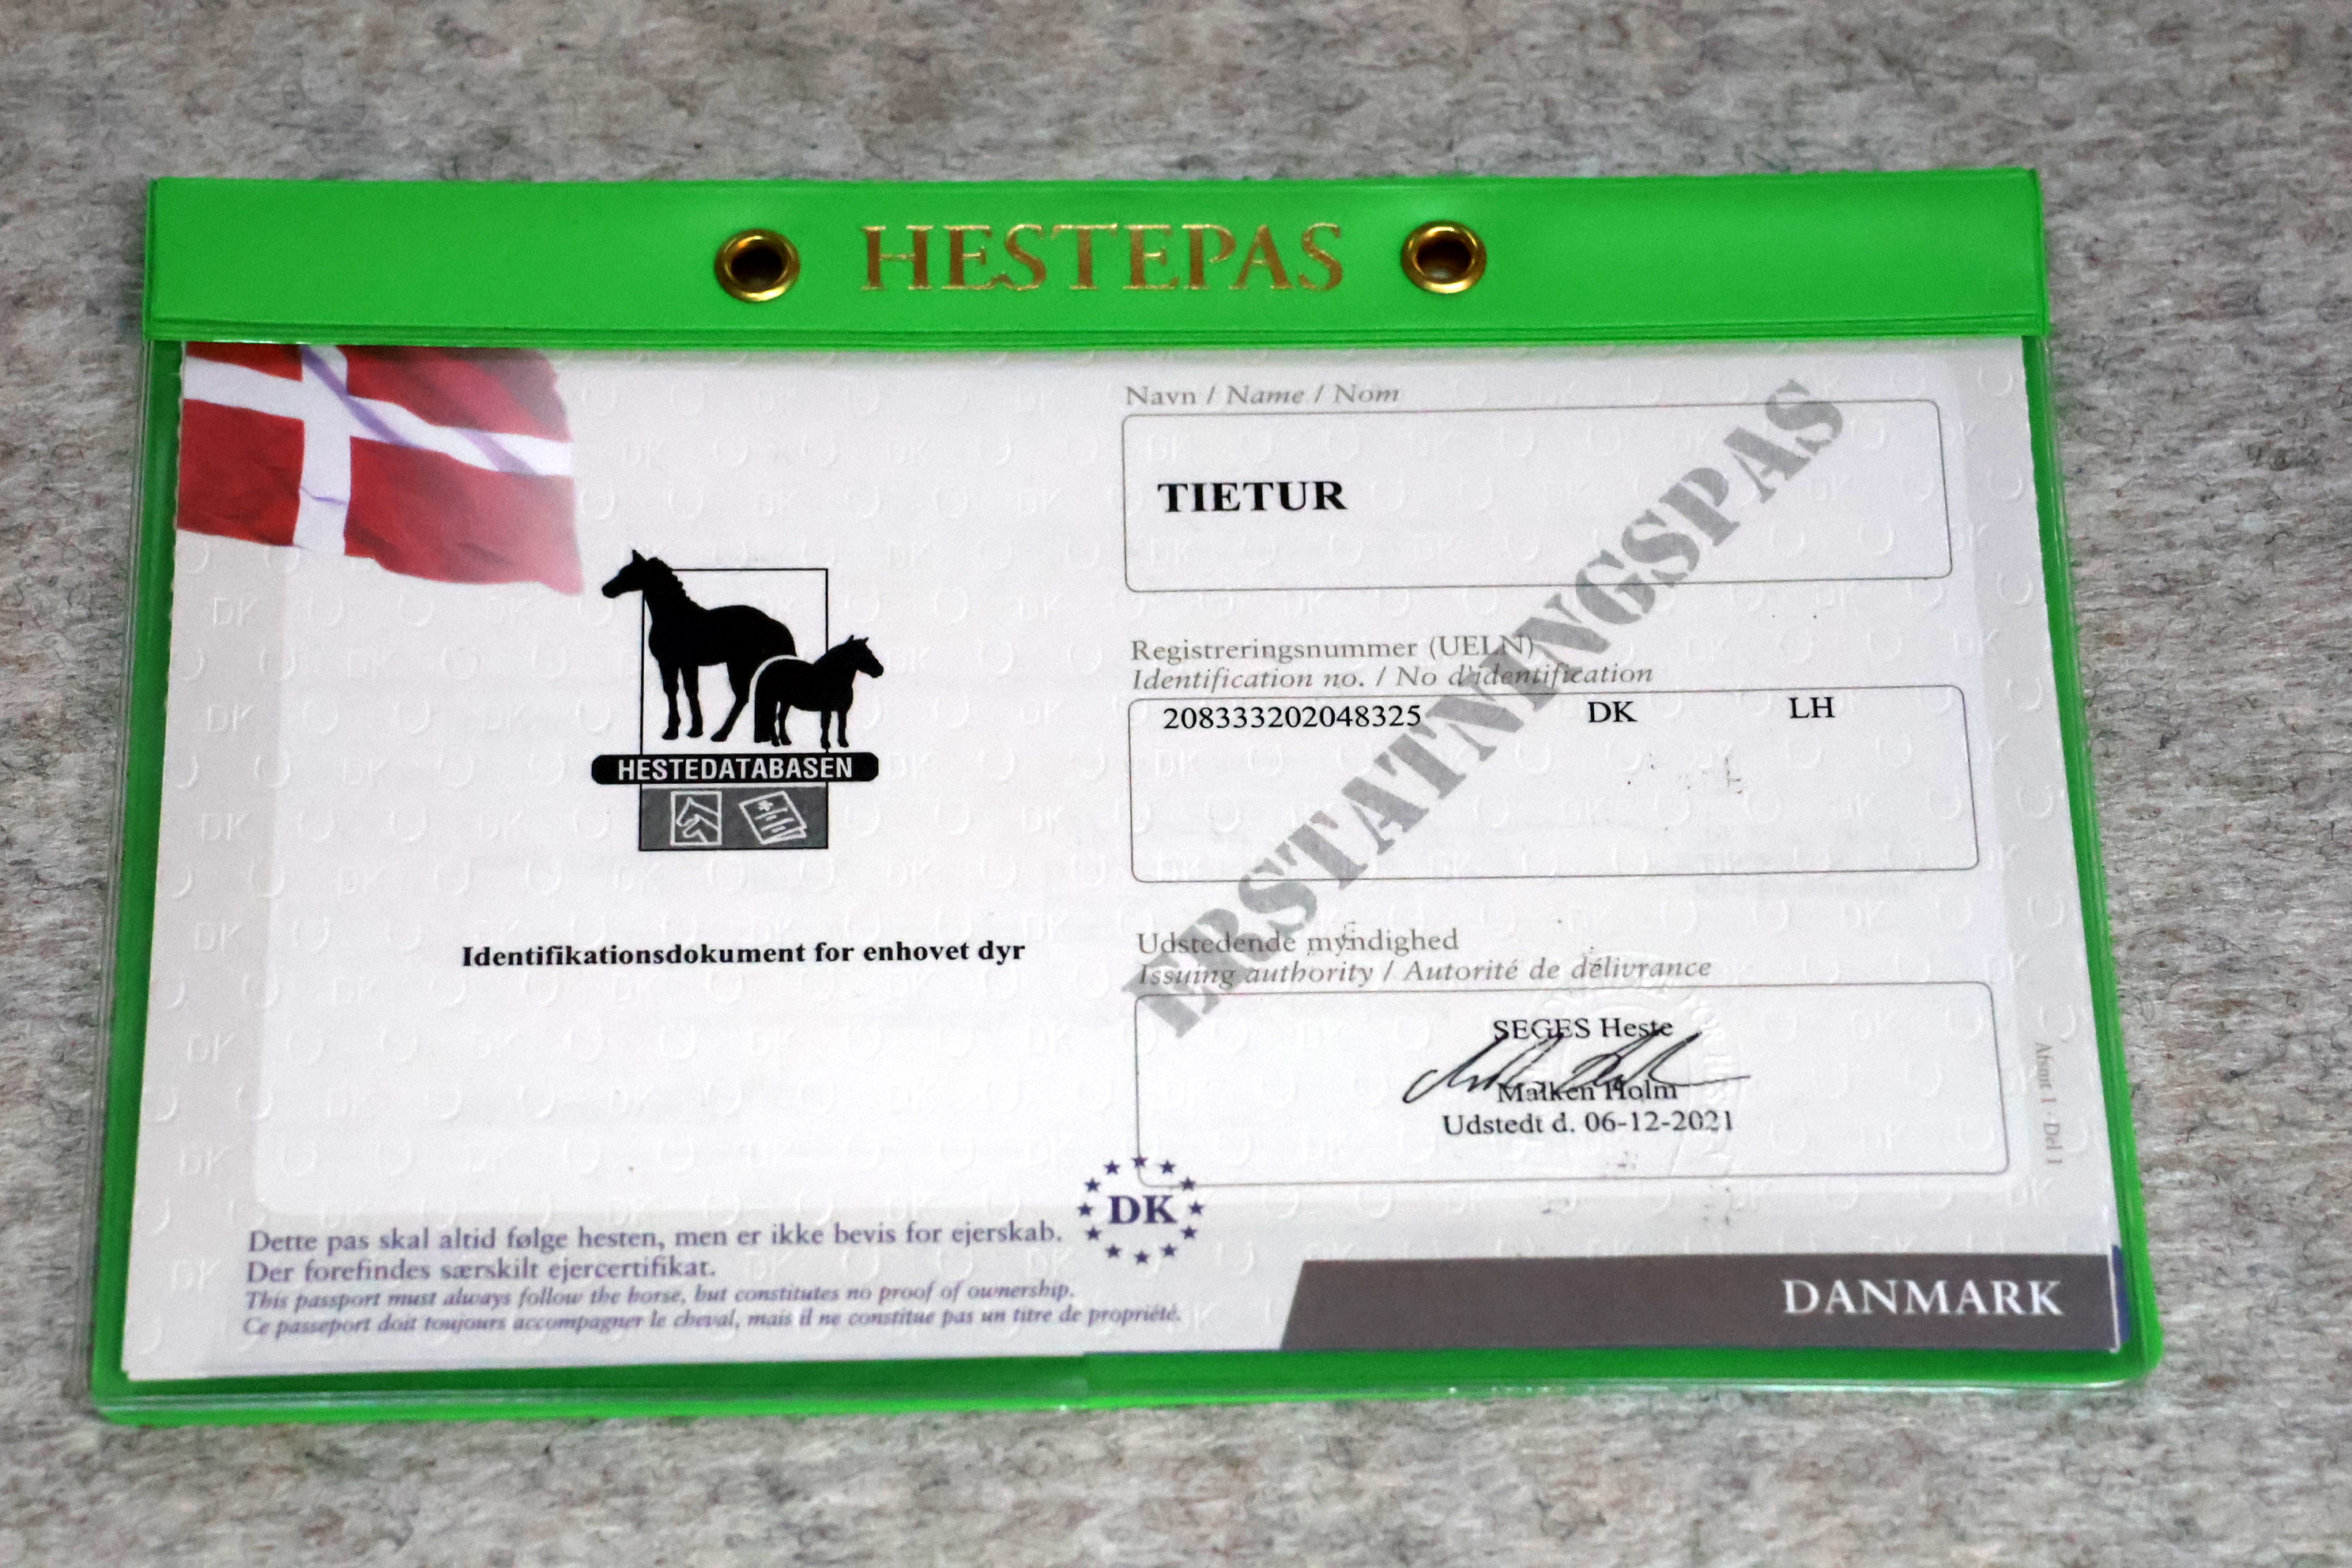 HESTEPAS
Navn / Name / Nom
TIETUR
ERSTATNINGSPAS
Registreringsnummer (UELN)
Identification no. / No d'identification
208333202048325 DK LH
HESTEDATABASEN
Identifikationsdokument for enhovet dyr
Udstedende myndighed
Issuing authority / Autorité de délivrance
SEGES Heste
Malken Holm
Udstedt d. 06-12-2021
Afsnit 1 · Del 1
DK
Dette pas skal altid følge hesten, men er ikke bevis for ejerskab.
Der forefindes særskilt ejercertifikat.
This passport must always follow the horse, but constitutes no proof of ownership.
Ce passeport doit toujours accompagner le cheval, mais il ne constitue pas un titre de propriété.
DANMARK